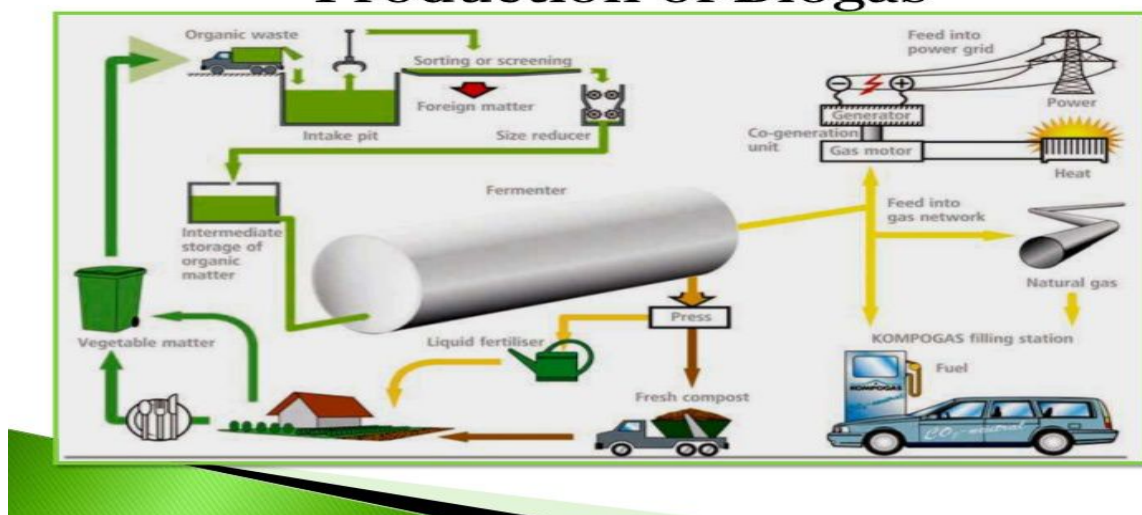 Production of Biogas
Organic waste
Sorting or screening
Foreign matter
Intake pit
Size reducer
Feed into
power grid
Power
Generator
Co-generation
unit
Gas motor
Heat
Fermenter
Intermediate
storage of
organic
matter
Feed into
gas network
Natural gas
Press
Vegetable matter
Liquid fertiliser
KOMPOGAS filling station
Fuel
KOMPOGAS
Fresh compost
CO₂-neutral